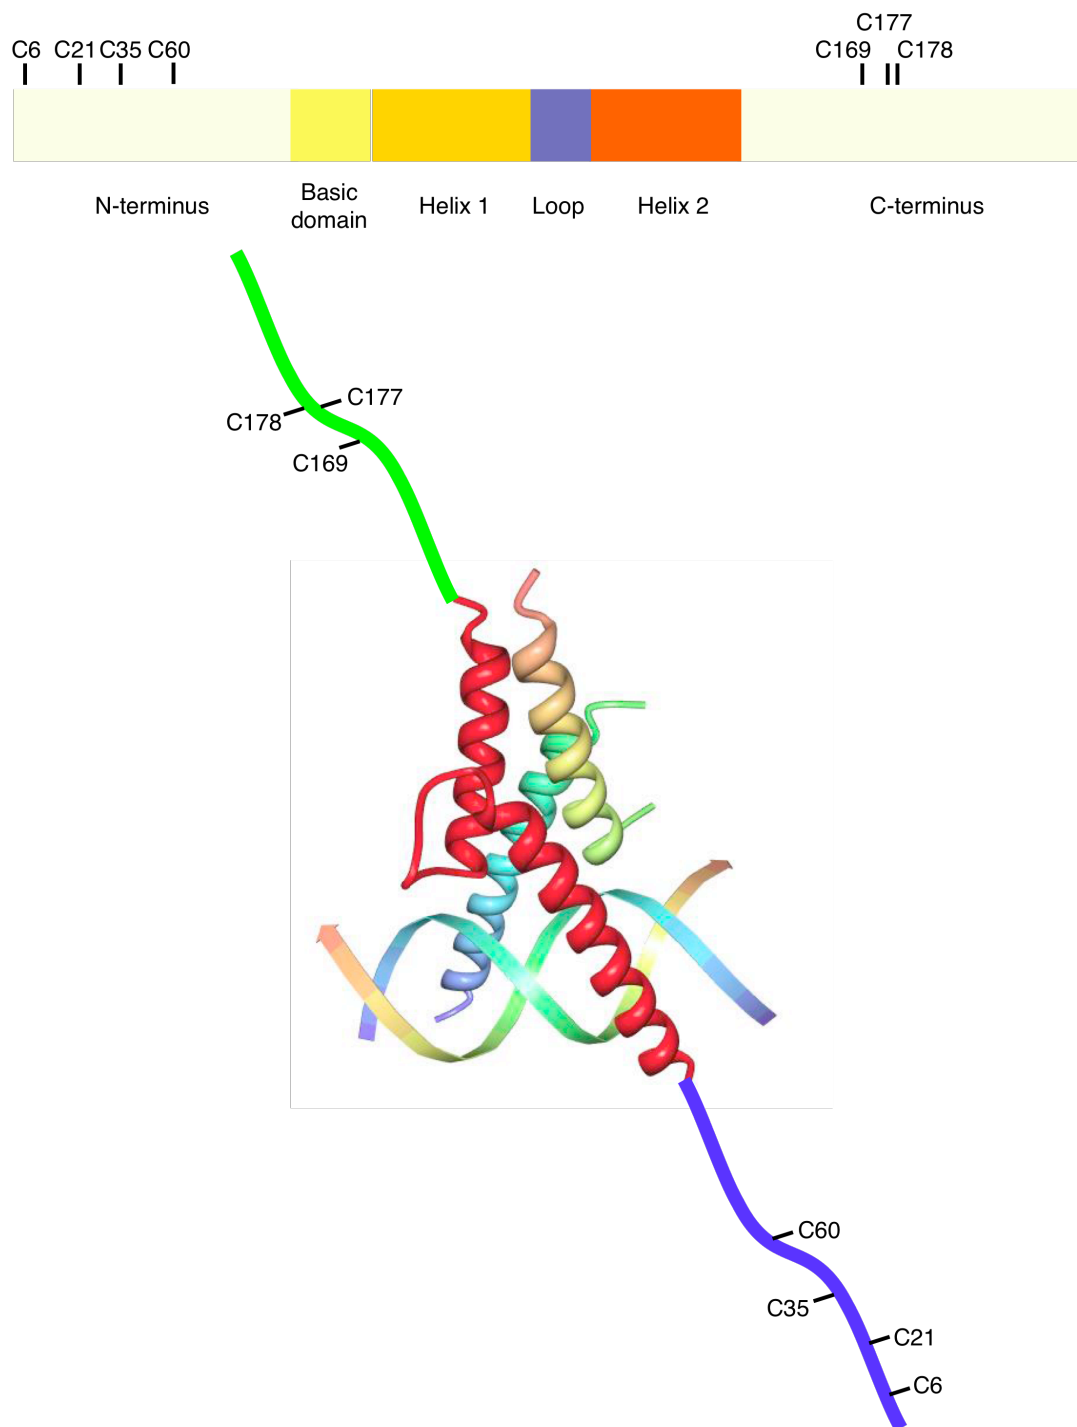 C177
C6 C21 C35 C60 C169 C178
N-terminus Basic domain Helix 1 Loop Helix 2 C-terminus
C177
C178
C169
C60
C35
C21
C6